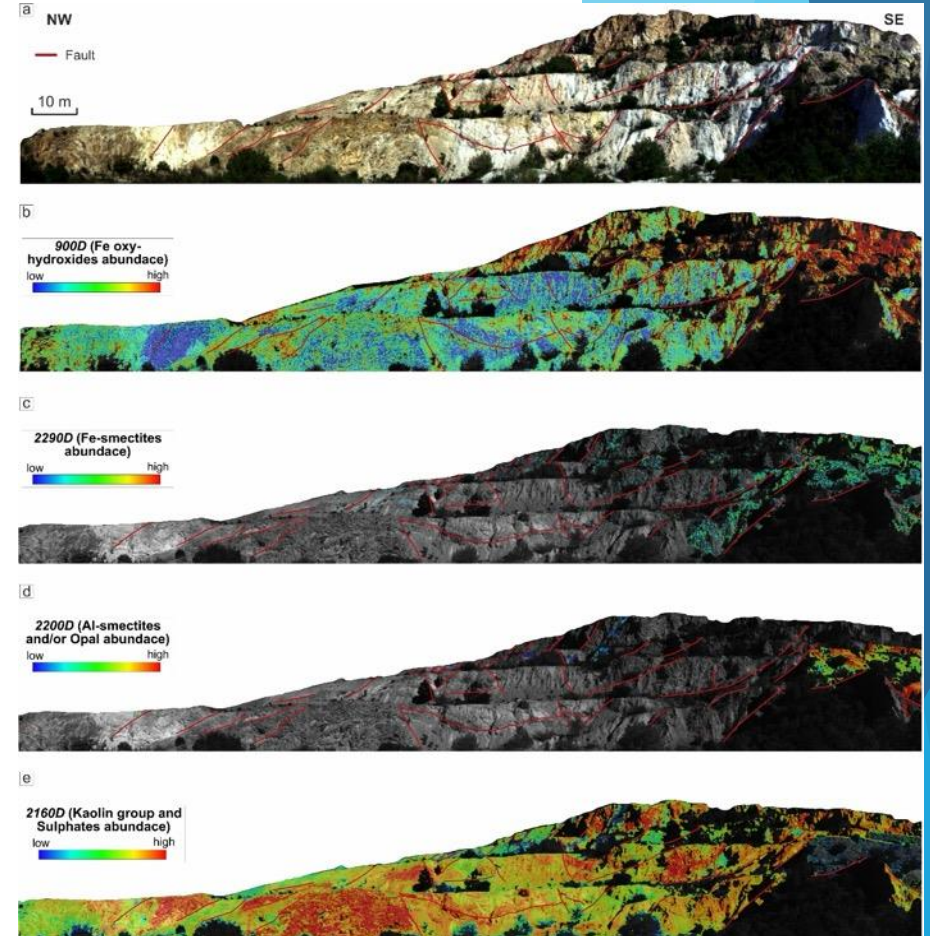 a
NW
SE
Fault
10 m
b
900D (Fe oxy-
hydroxides abundace)
low
high
c
2290D (Fe-smectites
abundace)
low
high
d
2200D (Al-smectites
and/or Opal abundace)
low
high
e
2160D (Kaolin group and
Sulphates abundace)
low
high